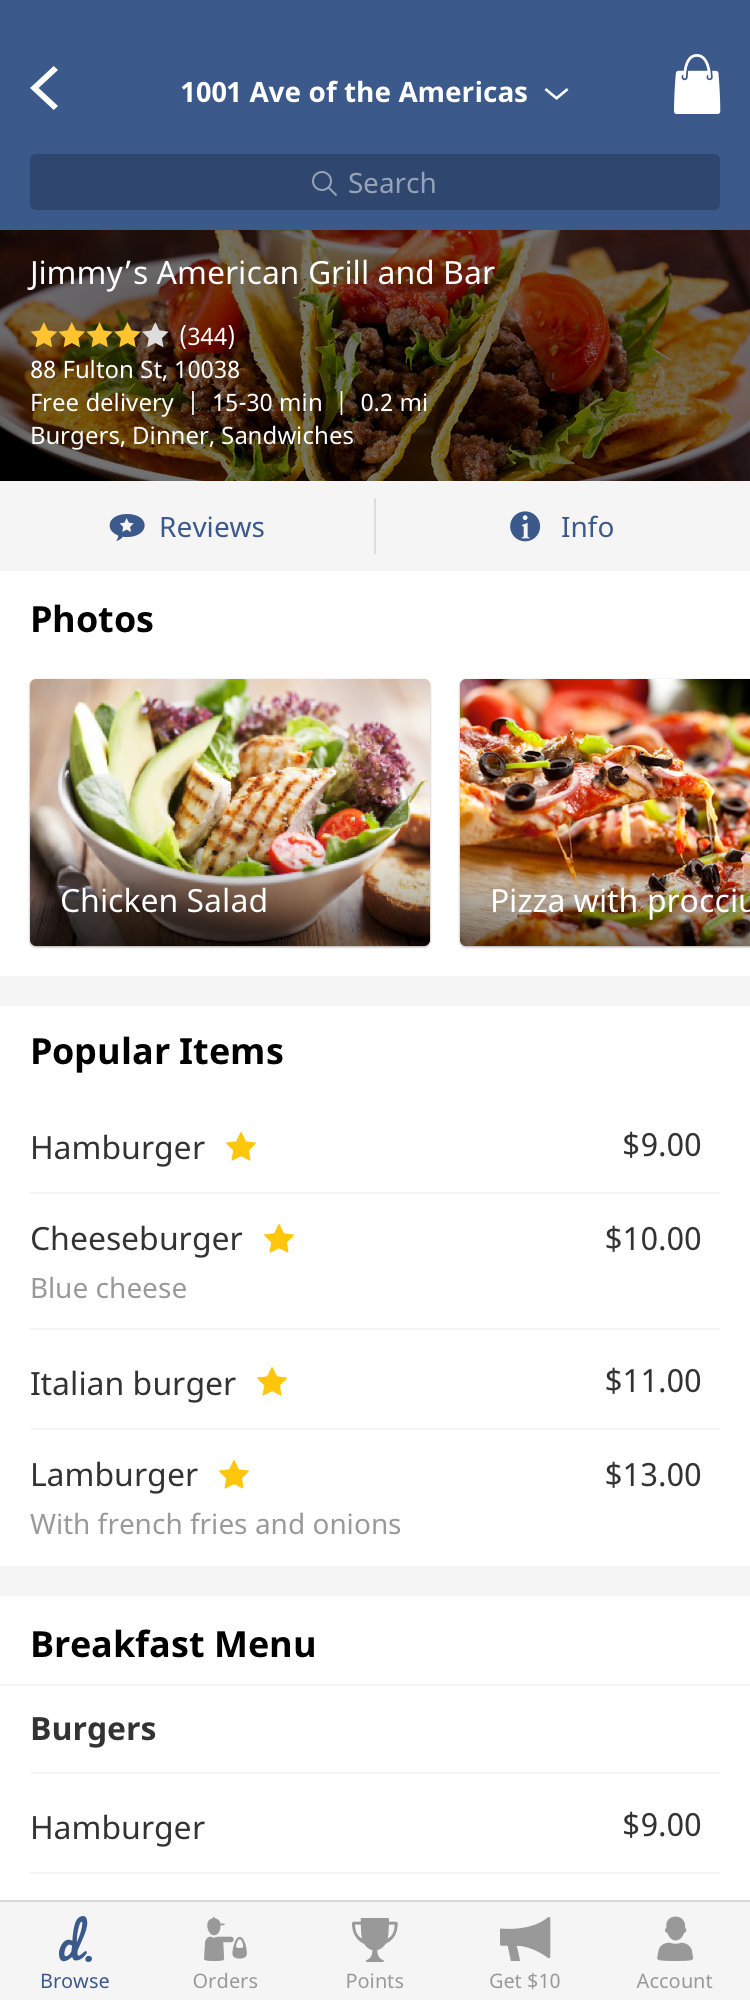 1001 Ave of the Americas
Search
Jimmy’s American Grill and Bar
(344)
88 Fulton St, 10038
Free delivery | 15-30 min | 0.2 mi
Burgers, Dinner, Sandwiches
Reviews
Info
Photos
Chicken Salad
Pizza with procciu
Popular Items
Hamburger $9.00
Cheeseburger $10.00
Blue cheese
Italian burger $11.00
Lamburger $13.00
With french fries and onions
Breakfast Menu
Burgers
Hamburger $9.00
d.
Browse
Orders
Points
Get $10
Account